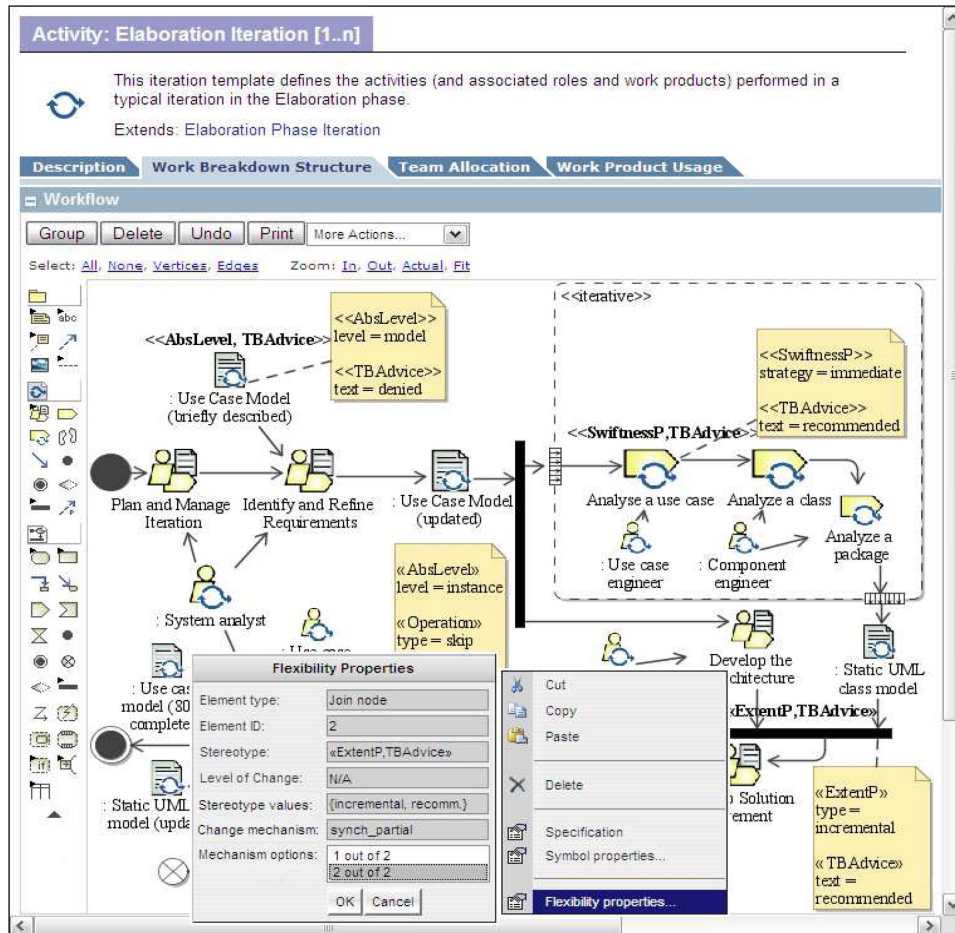 Activity: Elaboration Iteration [1..n]
This iteration template defines the activities (and associated roles and work products) performed in a
typical iteration in the Elaboration phase.
Extends: Elaboration Phase Iteration
Description
Work Breakdown Structure
Team Allocation
Work Product Usage
Workflow
Group
Delete
Undo
Print
More Actions...
Select: All, None, Vertices, Edges
Zoom: In, Out, Actual, Fit
abc
<<iterative>>
<<AbsLevel>>
level = model
<<TBAdvice>>
text = denied
<<AbsLevel, TBAdvice>>
: Use Case Model
(briefly described)
<<SwiftnessP>>
strategy = immediate
<<TBAdvice>>
text = recommended
<<SwiftnessP,TBAdvice>>
Plan and Manage
Iteration
Identify and Refine
Requirements
: Use Case Model
(updated)
Analyse a use case
Analyze a class
Analyze a
package
: Use case
engineer
: Component
engineer
: System analyst
«AbsLevel»
level = instance
«Operation»
type = skip
Develop the
: Static UML
class model
«ExtentP,TBAdvice»
: Static UML
Solution
«ExtentP»
type =
incremental
« TBAdvice»
text =
recommended
Flexibility Properties
Element type:
Join node
Element ID:
2
Stereotype:
«ExtentP,TBAdvice»
Level of Change:
N/A
Stereotype values:
{incremental, recomm.}
Change mechanism:
synch_partial
Mechanism options:
1 out of 2
2 out of 2
OK
Cancel
Cut
Copy
Paste
Delete
Specification
Symbol properties...
Flexibility properties...